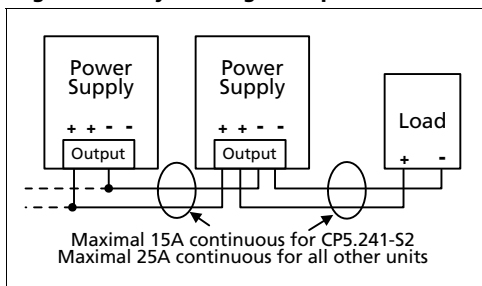 Power Supply
+ + - -
Output
Power Supply
+ + - -
Output
Load
+ -
Maximal 15A continuous for CP5.241-S2
Maximal 25A continuous for all other units